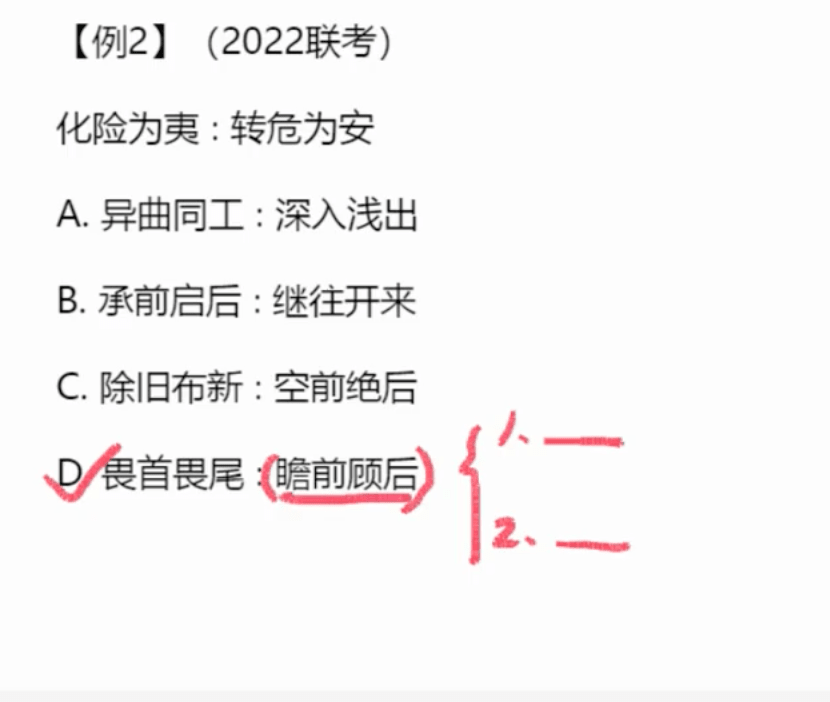 【例2】（2022联考）
化险为夷 : 转危为安
A. 异曲同工 : 深入浅出
B. 承前启后 : 继往开来
C. 除旧布新 : 空前绝后
D 畏首畏尾 : (瞻前顾后)
1、
2、